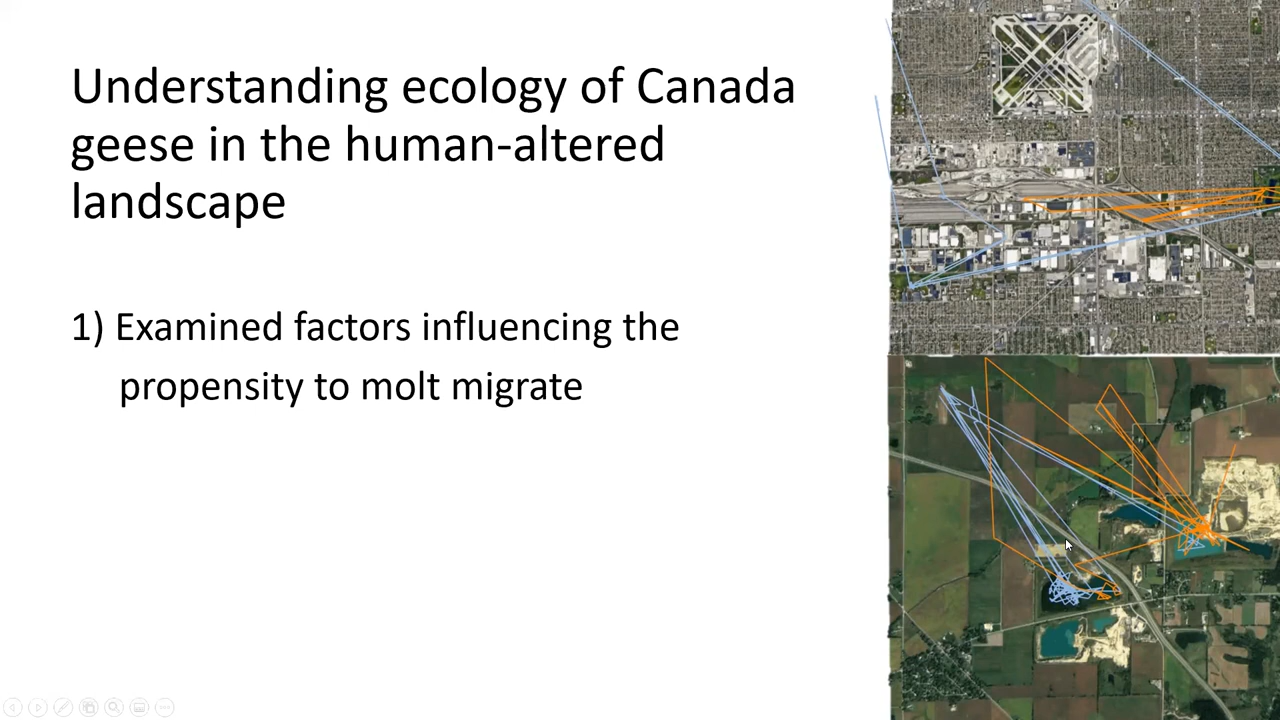 Understanding ecology of Canada
geese in the human-altered
landscape
1) Examined factors influencing the
propensity to molt migrate